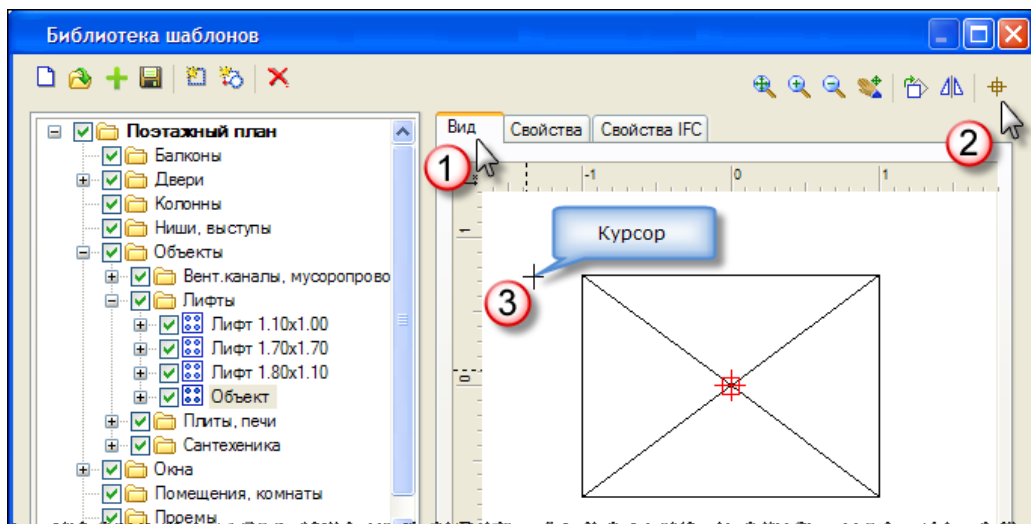 Библиотека шаблонов
Поэтажный план
Балконы
Двери
Колонны
Ниши, выступы
Объекты
Вент.каналы, мусоропрово
Лифты
Лифт 1.10x1.00
Лифт 1.70x1.70
Лифт 1.80x1.10
Объект
Плиты, печи
Сантехеника
Окна
Помещения, комнаты
Проемы
Вид
Свойства
Свойства IFC
1
2
-1
0
1
1
Курсор
3
0